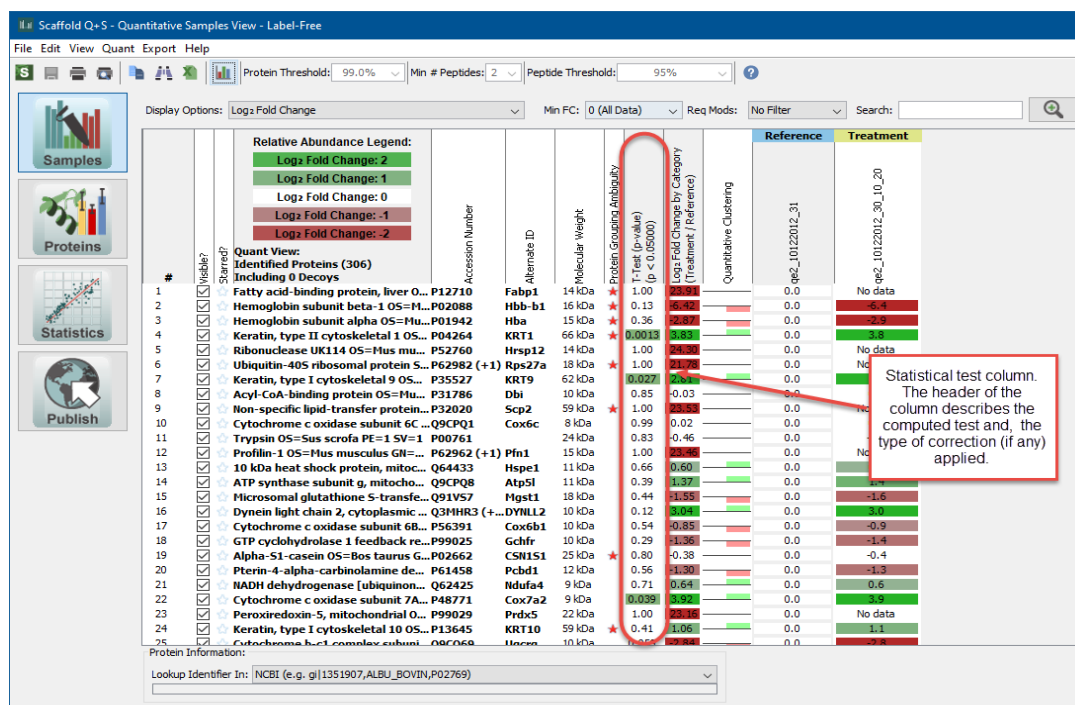 Scaffold Q+S - Quantitative Samples View - Label-Free
File Edit View Quant Export Help
Protein Threshold: 99.0% Min # Peptides: 2 Peptide Threshold: 95%
Display Options: Log₂ Fold Change Min FC: 0 (All Data) Req Mods: No Filter Search:
Samples
Proteins
Statistics
Publish
Relative Abundance Legend:
Log₂ Fold Change: 2
Log₂ Fold Change: 1
Log₂ Fold Change: 0
Log₂ Fold Change: -1
Log₂ Fold Change: -2
Quant View:
Identified Proteins (306)
Including 0 Decoys
#
Visible?
Starred?
Accession Number
Alternate ID
Molecular Weight
Protein Grouping Ambiguity
T-Test (p-value)
(p < 0.05000)
Log₂ Fold Change by Category
(Treatment / Reference)
Quantitative Clustering
Reference
qe2_10122012_31
Treatment
qe2_10122012_30_10_20
1 Fatty acid-binding protein, liver O... P12710 Fabp1 14 kDa 1.00 23.91 0.0 No data
2 Hemoglobin subunit beta-1 OS=M... P02088 Hbb-b1 16 kDa 0.13 -6.42 0.0 -6.4
3 Hemoglobin subunit alpha OS=Mu... P01942 Hba 15 kDa 0.36 -2.87 0.0 -2.9
4 Keratin, type II cytoskeletal 1 OS... P04264 KRT1 66 kDa 0.0013 3.83 0.0 3.8
5 Ribonuclease UK114 OS=Mus mu... P52760 Hrsp12 14 kDa 1.00 24.30 0.0 No data
6 Ubiquitin-40S ribosomal protein S... P62982 (+1) Rps27a 18 kDa 1.00 21.78
7 Keratin, type I cytoskeletal 9 OS... P35527 KRT9 62 kDa 0.027 2.81
8 Acyl-CoA-binding protein OS=Mu... P31786 Dbi 10 kDa 0.85 -0.03
9 Non-specific lipid-transfer protein... P32020 Scp2 59 kDa 1.00 23.53
10 Cytochrome c oxidase subunit 6C ... Q9CPQ1 Cox6c 8 kDa 0.99 0.02
11 Trypsin OS=Sus scrofa PE=1 SV=1 P00761 24 kDa 0.83 -0.46
12 Profilin-1 OS=Mus musculus GN=... P62962 (+1) Pfn1 15 kDa 1.00 23.46
13 10 kDa heat shock protein, mitoc... Q64433 Hspe1 11 kDa 0.66 0.60 0.0
14 ATP synthase subunit g, mitocho... Q9CPQ8 Atp5l 11 kDa 0.39 1.37 0.0 1.4
15 Microsomal glutathione S-transfe... Q91VS7 Mgst1 18 kDa 0.44 -1.55 0.0 -1.6
16 Dynein light chain 2, cytoplasmic ... Q3MHR3 (+... DYNLL2 10 kDa 0.12 3.04 0.0 3.0
17 Cytochrome c oxidase subunit 6B... P56391 Cox6b1 10 kDa 0.54 -0.85 0.0 -0.9
18 GTP cyclohydrolase 1 feedback re... P99025 Gchfr 10 kDa 0.29 -1.36 0.0 -1.4
19 Alpha-S1-casein OS=Bos taurus G... P02662 CSN1S1 25 kDa 0.80 -0.38 0.0 -0.4
20 Pterin-4-alpha-carbinolamine de... P61458 Pcbd1 12 kDa 0.56 -1.30 0.0 -1.3
21 NADH dehydrogenase [ubiquinon... Q62425 Ndufa4 9 kDa 0.71 0.64 0.0 0.6
22 Cytochrome c oxidase subunit 7A... P48771 Cox7a2 9 kDa 0.039 3.92 0.0 3.9
23 Peroxiredoxin-5, mitochondrial O... P99029 Prdx5 22 kDa 1.00 23.16 0.0 No data
24 Keratin, type I cytoskeletal 10 OS... P13645 KRT10 59 kDa 0.41 1.06 0.0 1.1
25 Cytochrome b-c1 complex subuni... Q9CQ69 Uqcrq 10 kDa -2.84 0.0 -2.8
Statistical test column.
The header of the
column describes the
computed test and, the
type of correction (if any)
applied.
Protein Information:
Lookup Identifier In: NCBI (e.g. gi|1351907,ALBU_BOVIN,P02769)